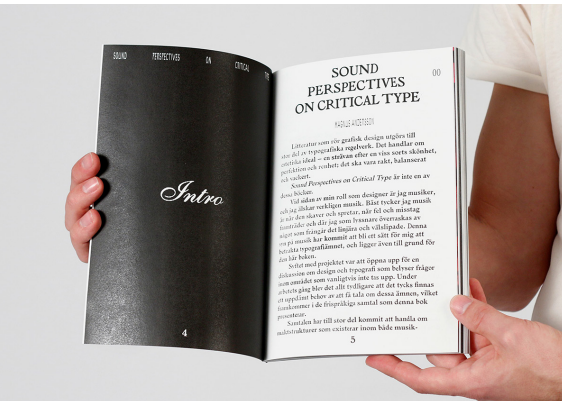 SOUND PERSPECTIVES ON CRITICAL TYPE
Intro
4
SOUND
PERSPECTIVES
ON CRITICAL TYPE
00
MAGNUS ANDERSSON
Litteratur som rör grafisk design utgörs till
stor del av typografiska regelverk. Det handlar om
estetiska ideal – en strävan efter en viss sorts skönhet,
perfektion och renhet; det ska vara rakt, balanserat
och vackert.
Sound Perspectives on Critical Type är inte en av
dessa böcker.
Vid sidan av min roll som designer är jag musiker,
och jag älskar verkligen musik. Bäst tycker jag musik
är när den skaver och spretar, när fel och misstag
framträder och där jag som lyssnare överraskas av
något som frångår det linjära och välslipade. Denna
syn på musik har kommit att bli ett sätt för mig att
betrakta typografiämnet, och ligger även till grund för
den här boken.
Syftet med projektet var att öppna upp för en
diskussion om design och typografi som belyser frågor
inom området som vanligtvis inte tas upp. Under
arbetets gång blev det allt tydligare att det tycks finnas
ett uppdämt behov av att få tala om dessa ämnen, vilket
framkommer i de frispråkiga samtal som denna bok
presenterar.
Samtalen har till stor del kommit att handla om
maktstrukturer som existerar inom både musik-
5